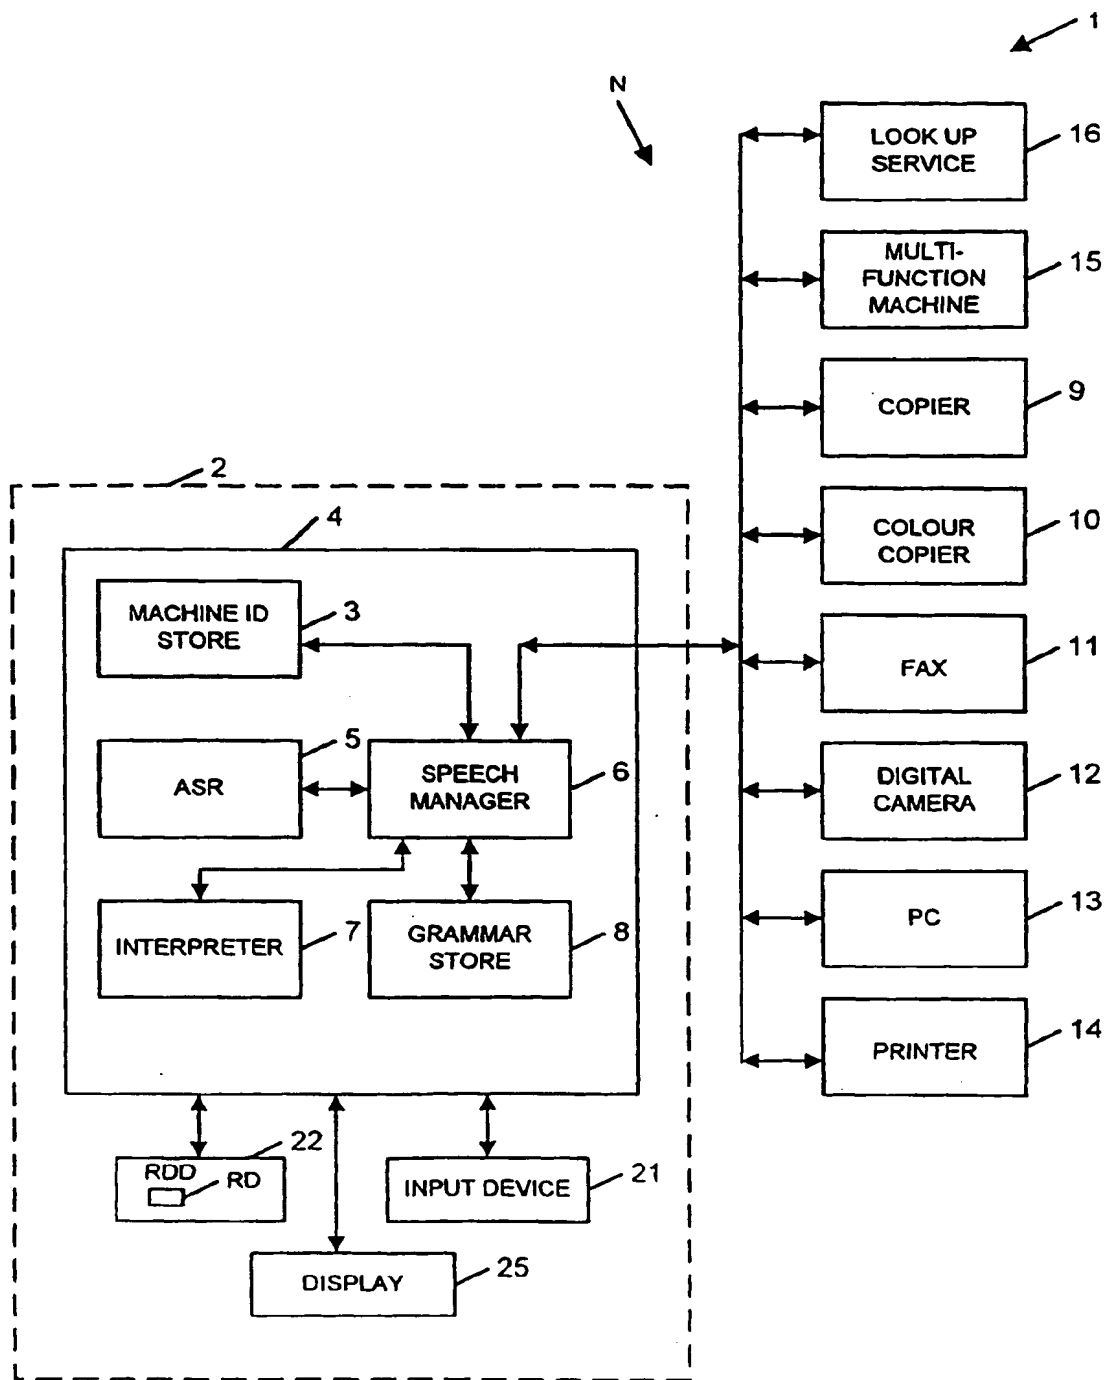 1
N
LOOK UP
SERVICE
16
MULTI-
FUNCTION
MACHINE
15
COPIER
9
COLOUR
COPIER
10
FAX
11
DIGITAL
CAMERA
12
PC
13
PRINTER
14
2
4
MACHINE ID
STORE
3
ASR
5
SPEECH
MANAGER
6
INTERPRETER
7
GRAMMAR
STORE
8
RDD
RD
22
INPUT DEVICE
21
DISPLAY
25